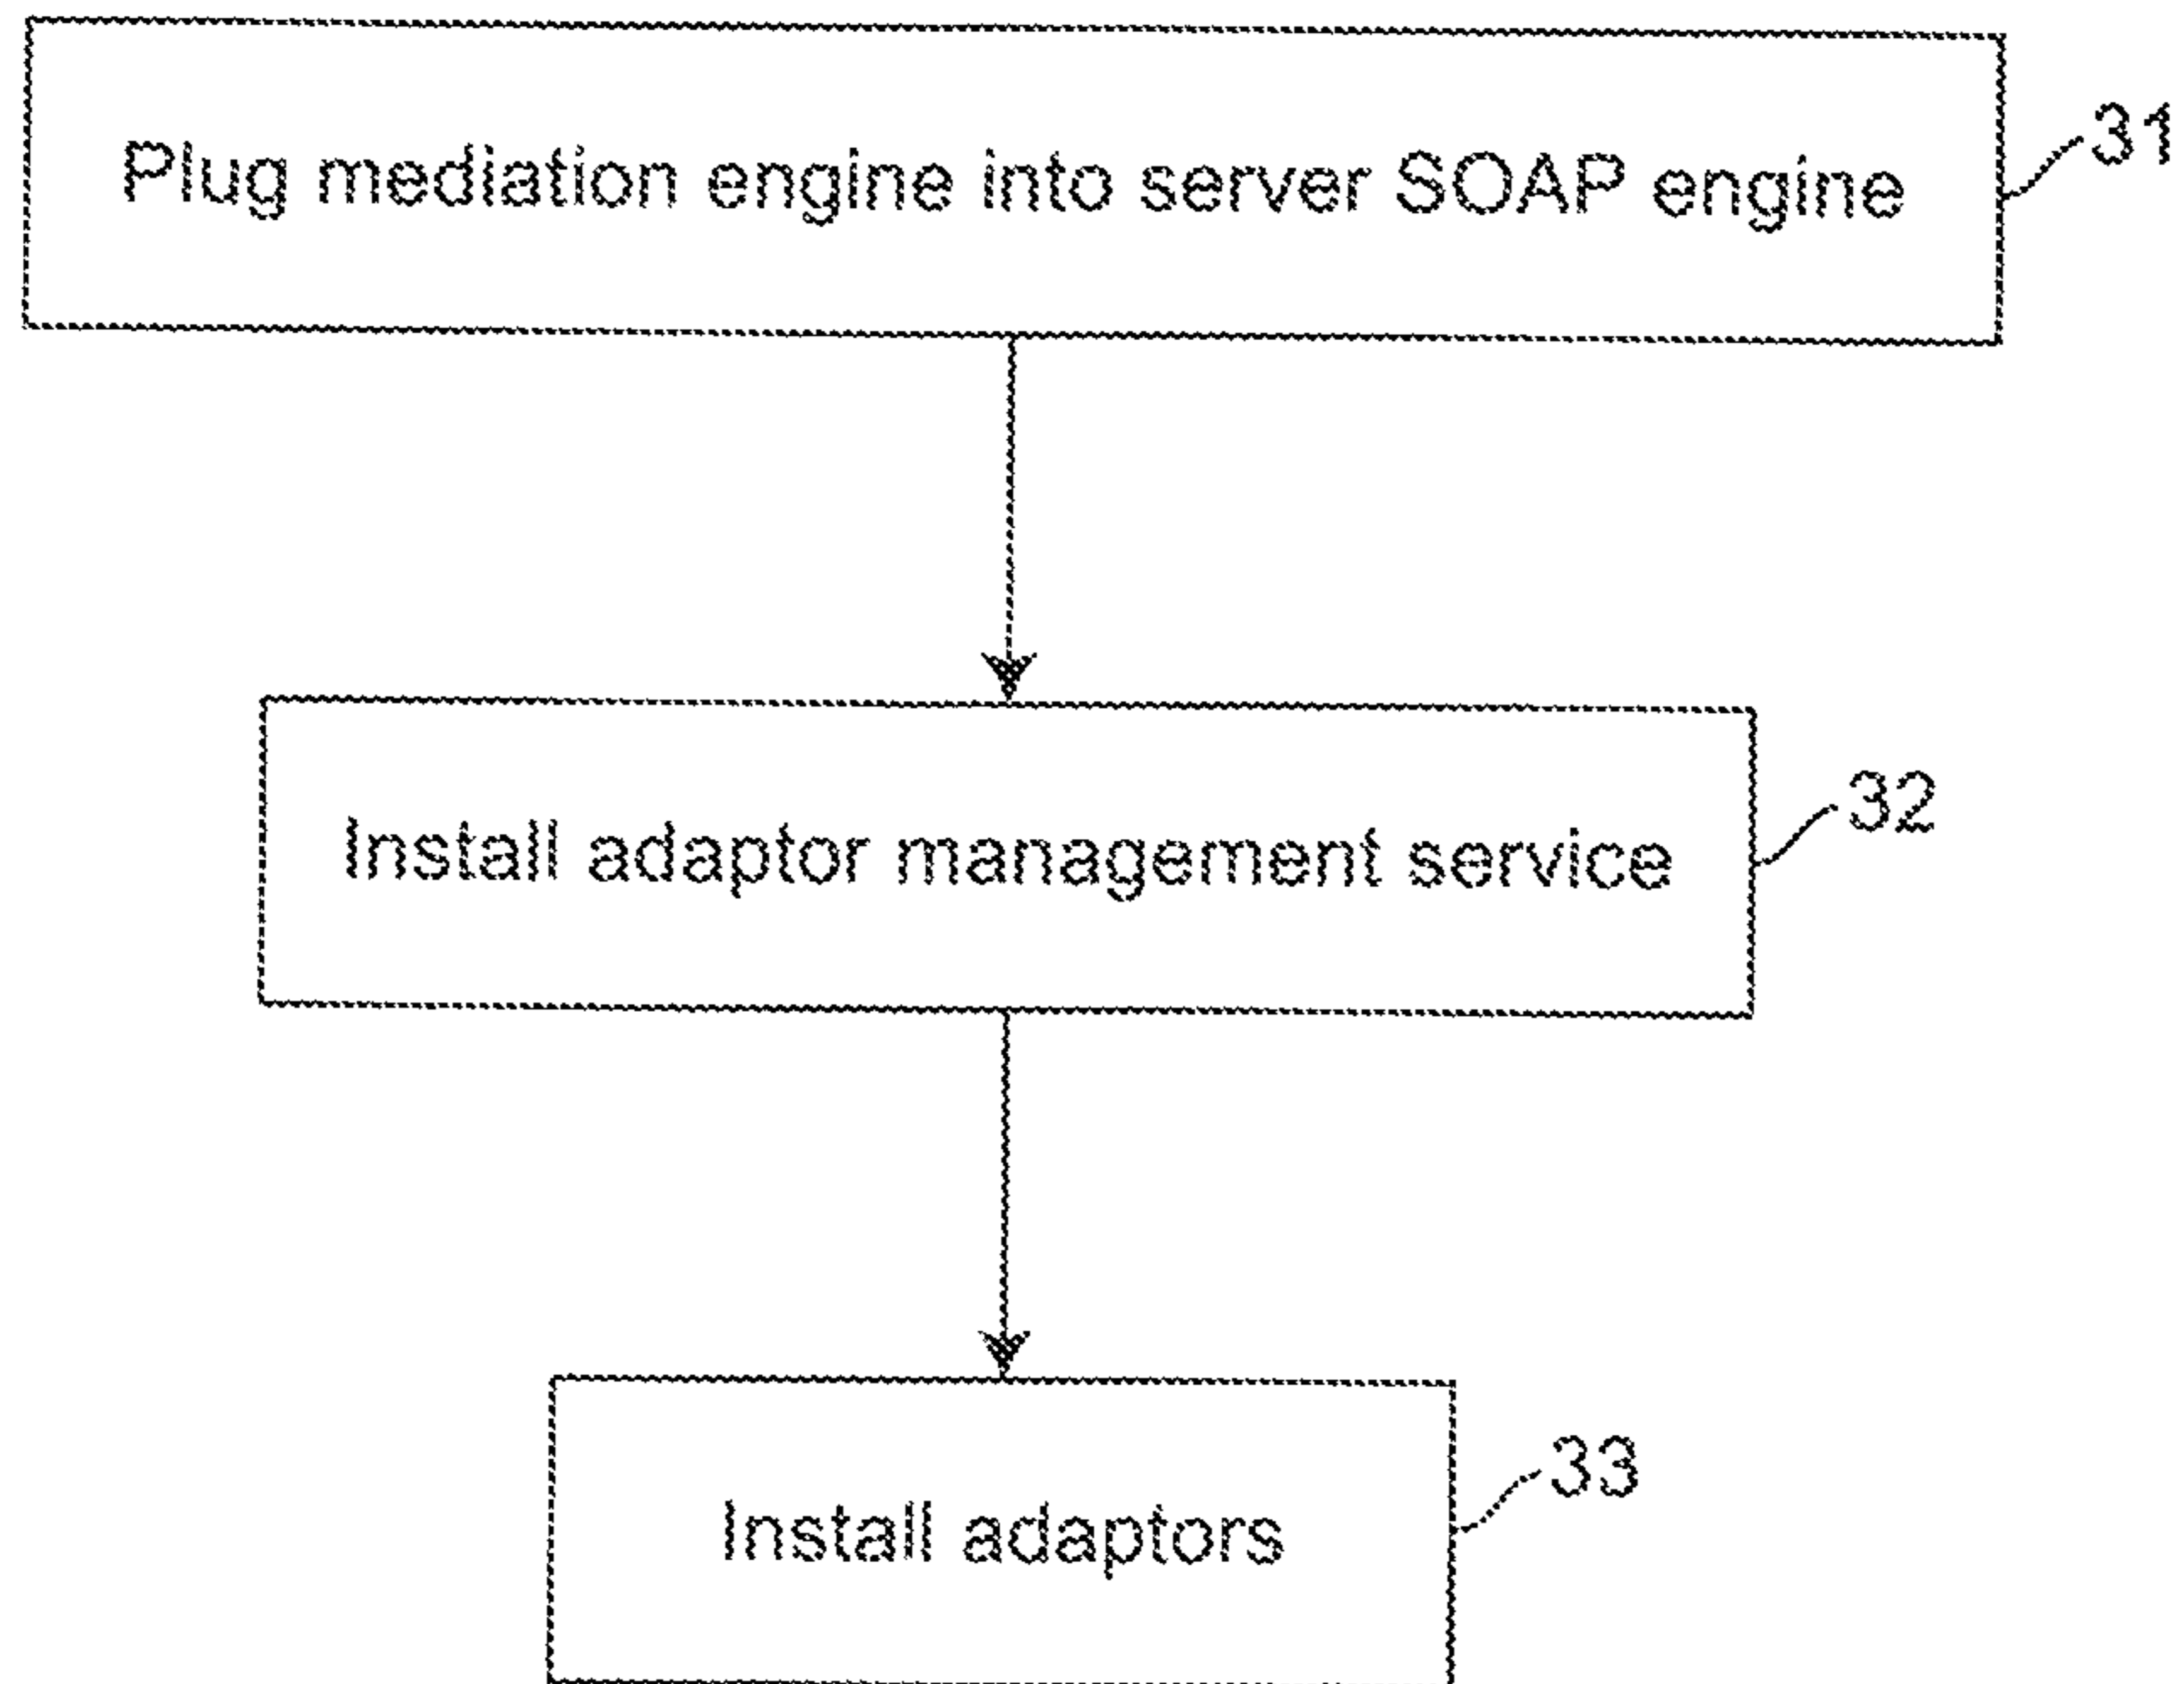 Plug mediation engine into server SOAP engine
31
Install adaptor management service
32
Install adaptors
33